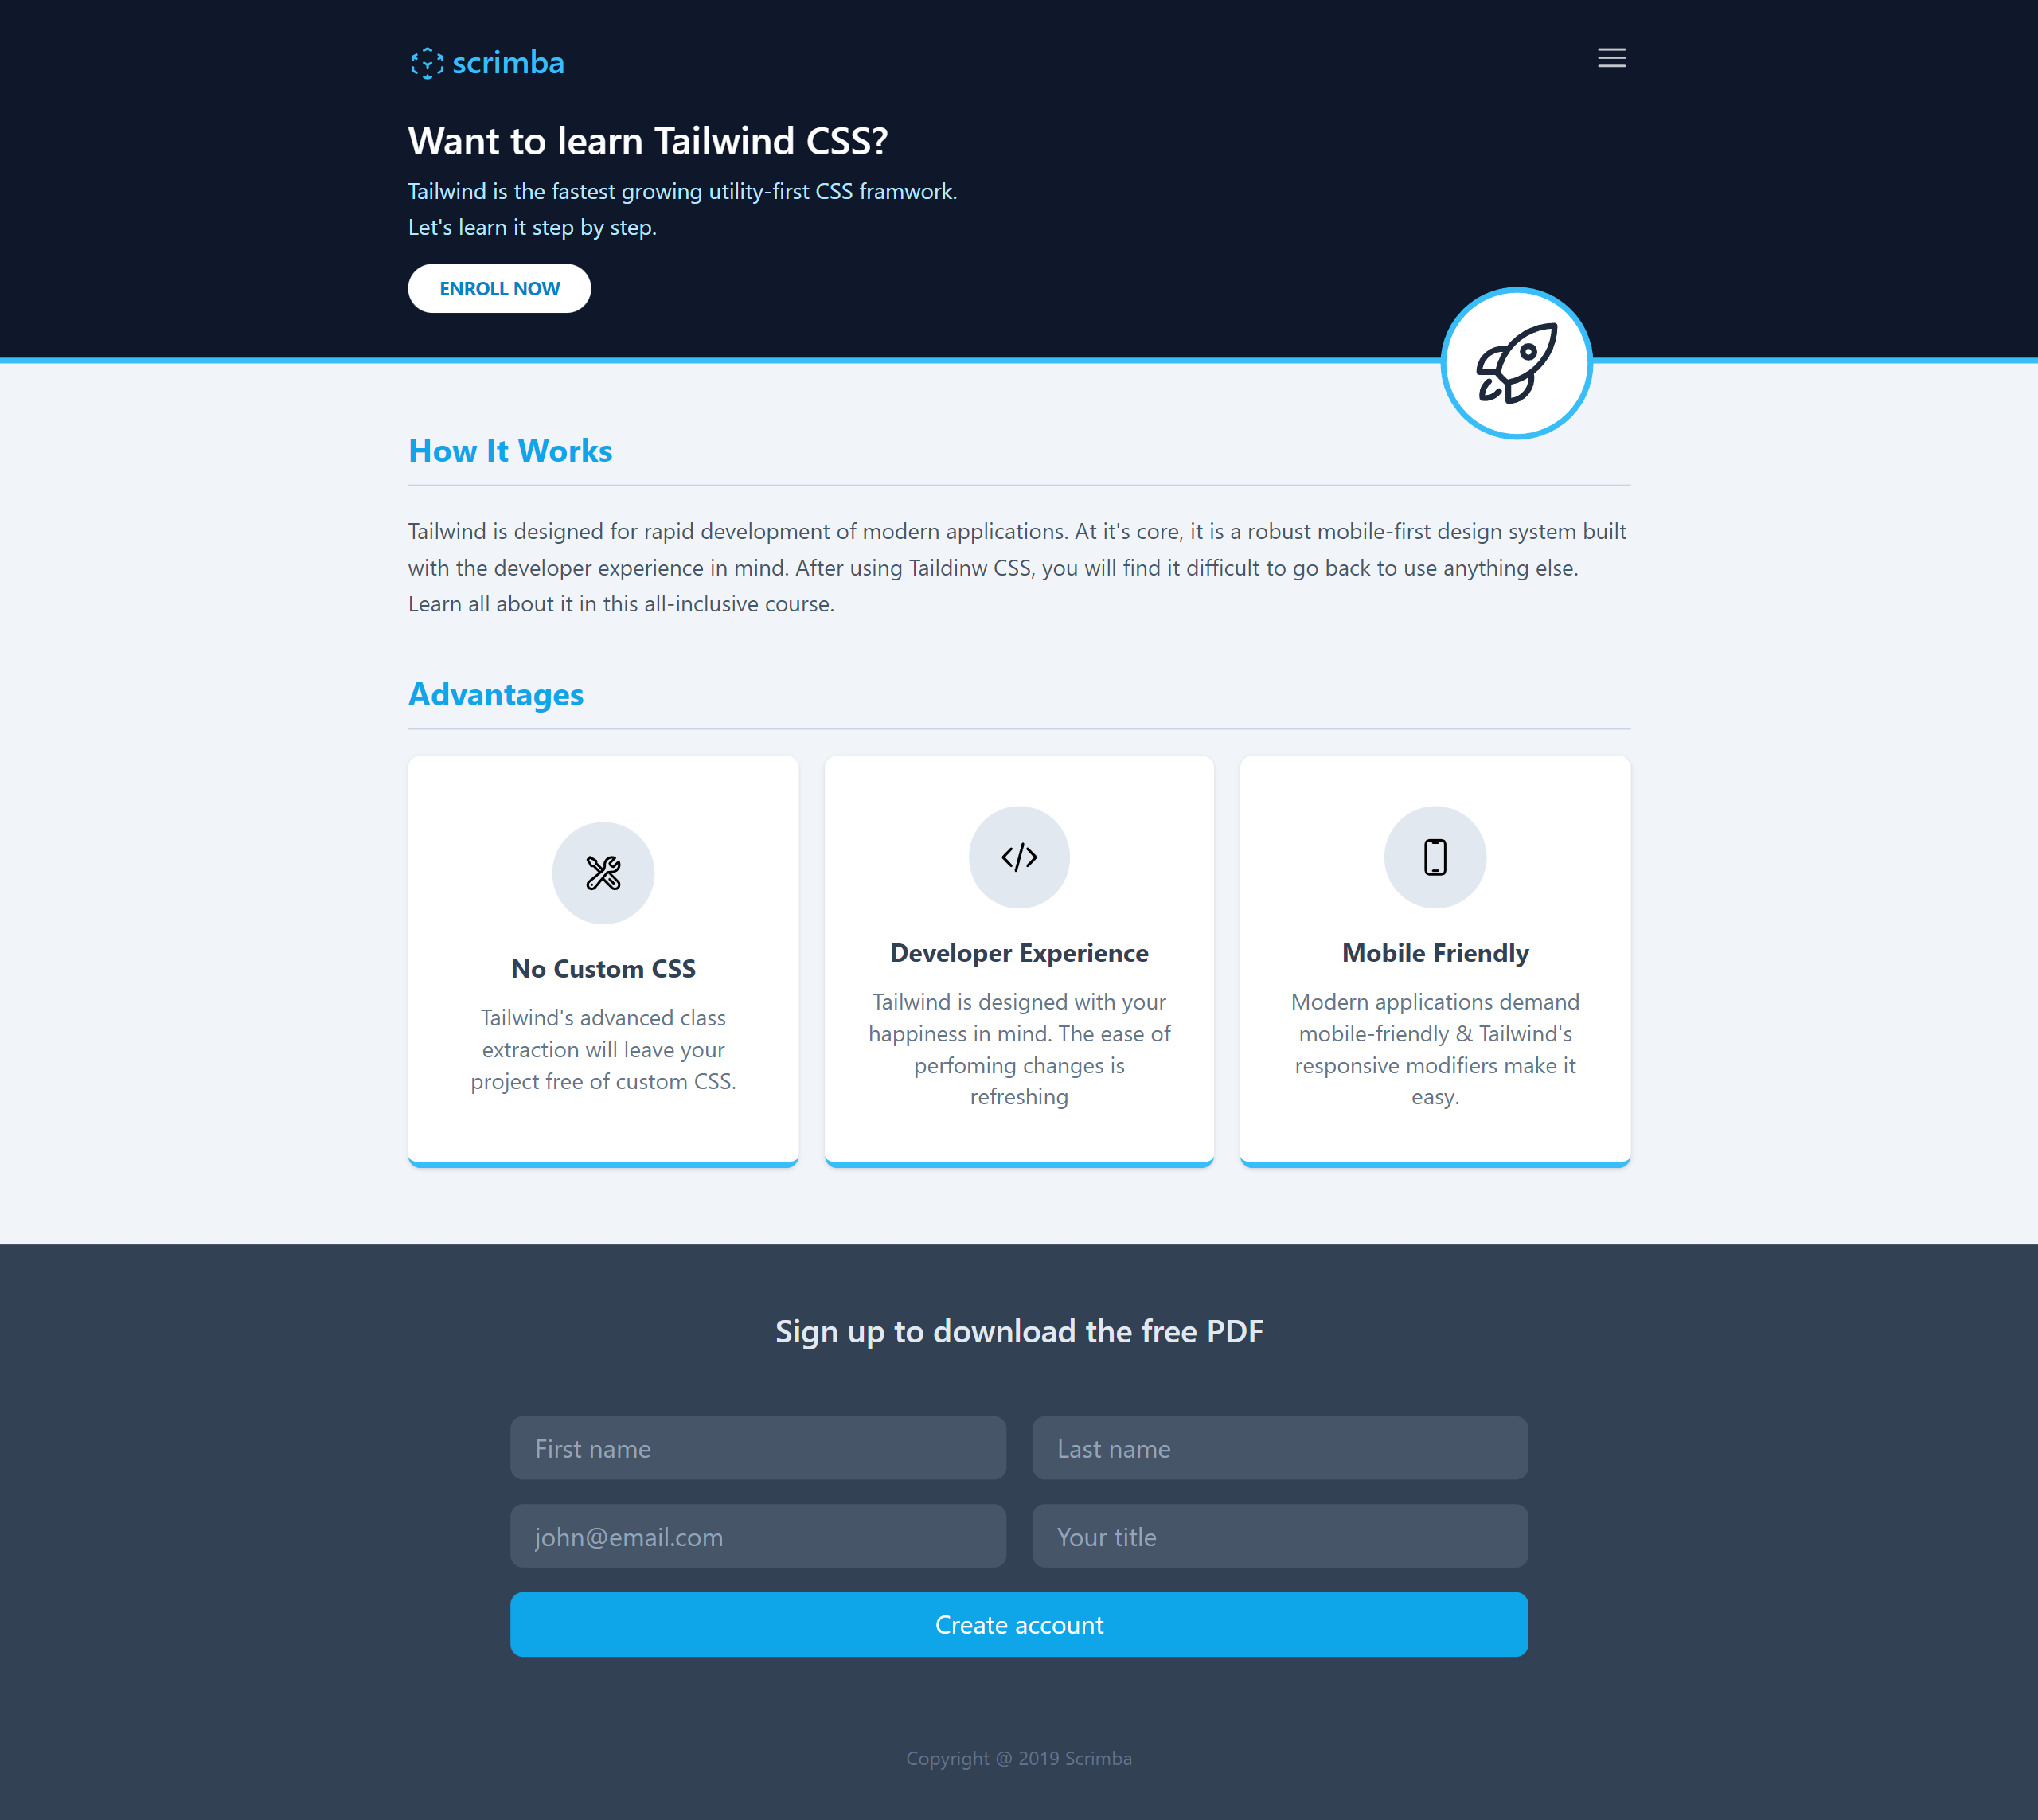 scrimba
Want to learn Tailwind CSS?
Tailwind is the fastest growing utility-first CSS framwork.
Let's learn it step by step.
ENROLL NOW
How It Works
Tailwind is designed for rapid development of modern applications. At it's core, it is a robust mobile-first design system built
with the developer experience in mind. After using Taildinw CSS, you will find it difficult to go back to use anything else.
Learn all about it in this all-inclusive course.
Advantages
No Custom CSS
Tailwind's advanced class
extraction will leave your
project free of custom CSS.
Developer Experience
Tailwind is designed with your
happiness in mind. The ease of
perfoming changes is
refreshing
Mobile Friendly
Modern applications demand
mobile-friendly & Tailwind's
responsive modifiers make it
easy.
Sign up to download the free PDF
First name
Last name
john@email.com
Your title
Create account
Copyright @ 2019 Scrimba